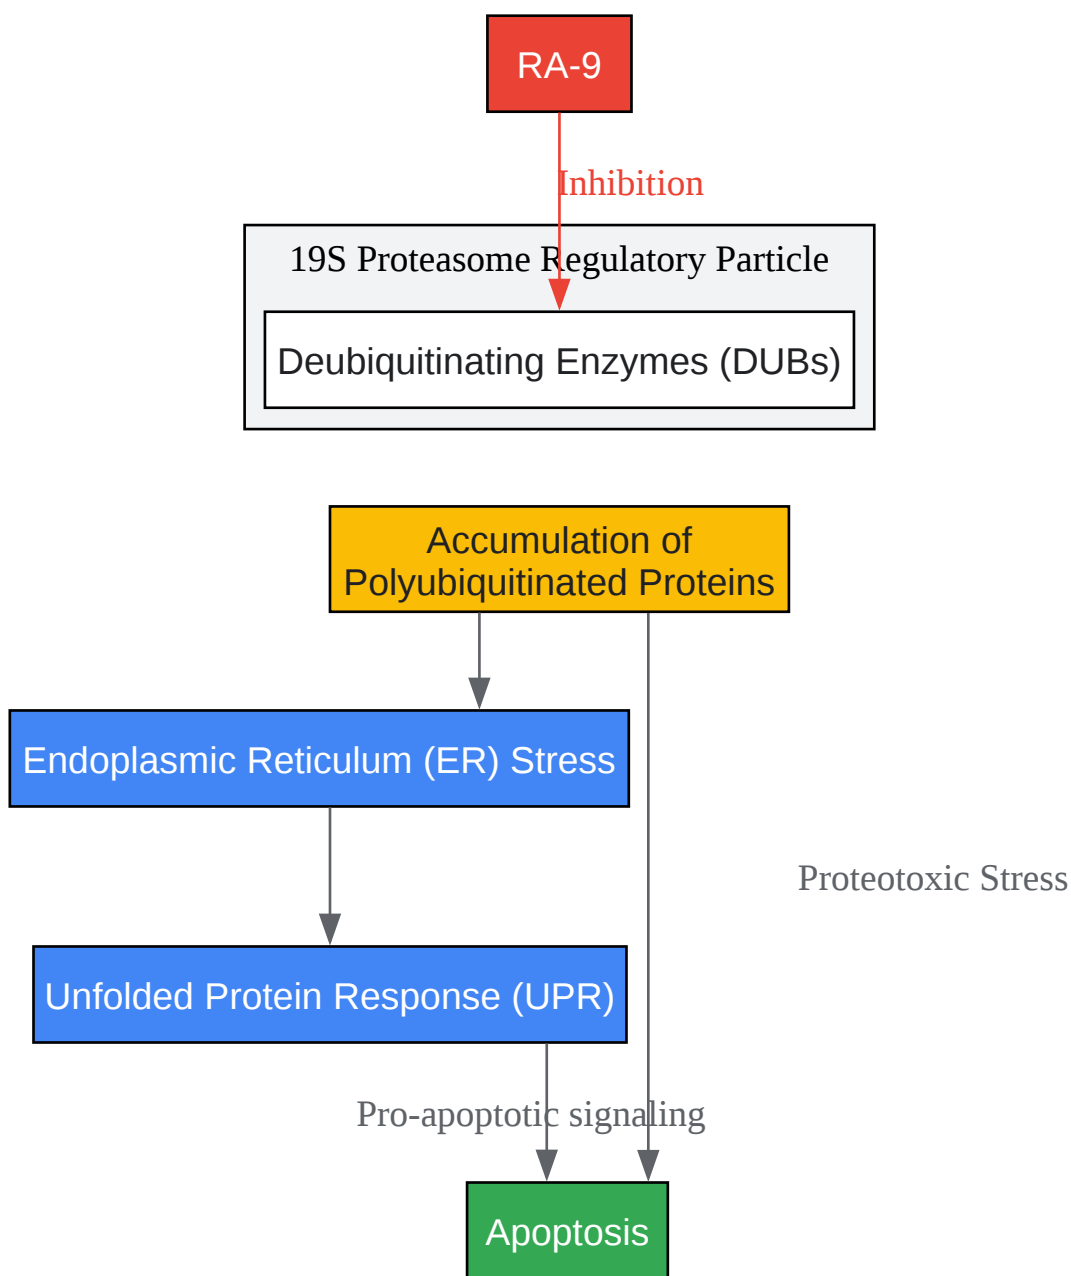 RA-9
Inhibition
19S Proteasome Regulatory Particle
Deubiquitinating Enzymes (DUBs)
Accumulation of
Polyubiquitinated Proteins
Endoplasmic Reticulum (ER) Stress
Proteotoxic Stress
Unfolded Protein Response (UPR)
Pro-apoptotic signaling
Apoptosis